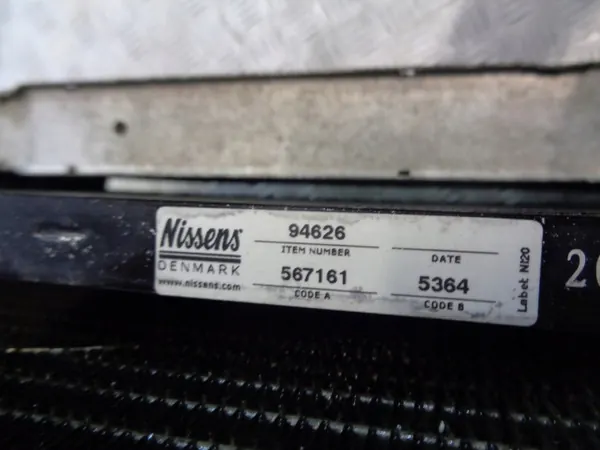 Nissens
DENMARK
www.nissens.com
94626
ITEM NUMBER
567161
CODE A
DATE
5364
CODE B
Label: NI20
2